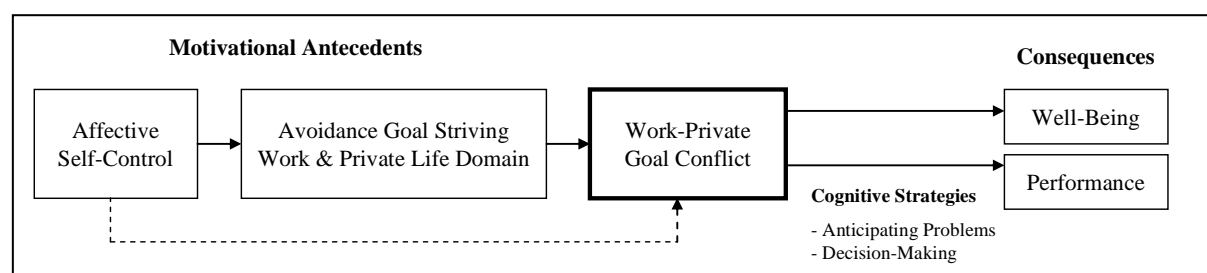 Motivational Antecedents
Consequences
Affective
Self-Control
Avoidance Goal Striving
Work & Private Life Domain
Work-Private
Goal Conflict
Well-Being
Performance
Cognitive Strategies
- Anticipating Problems
- Decision-Making